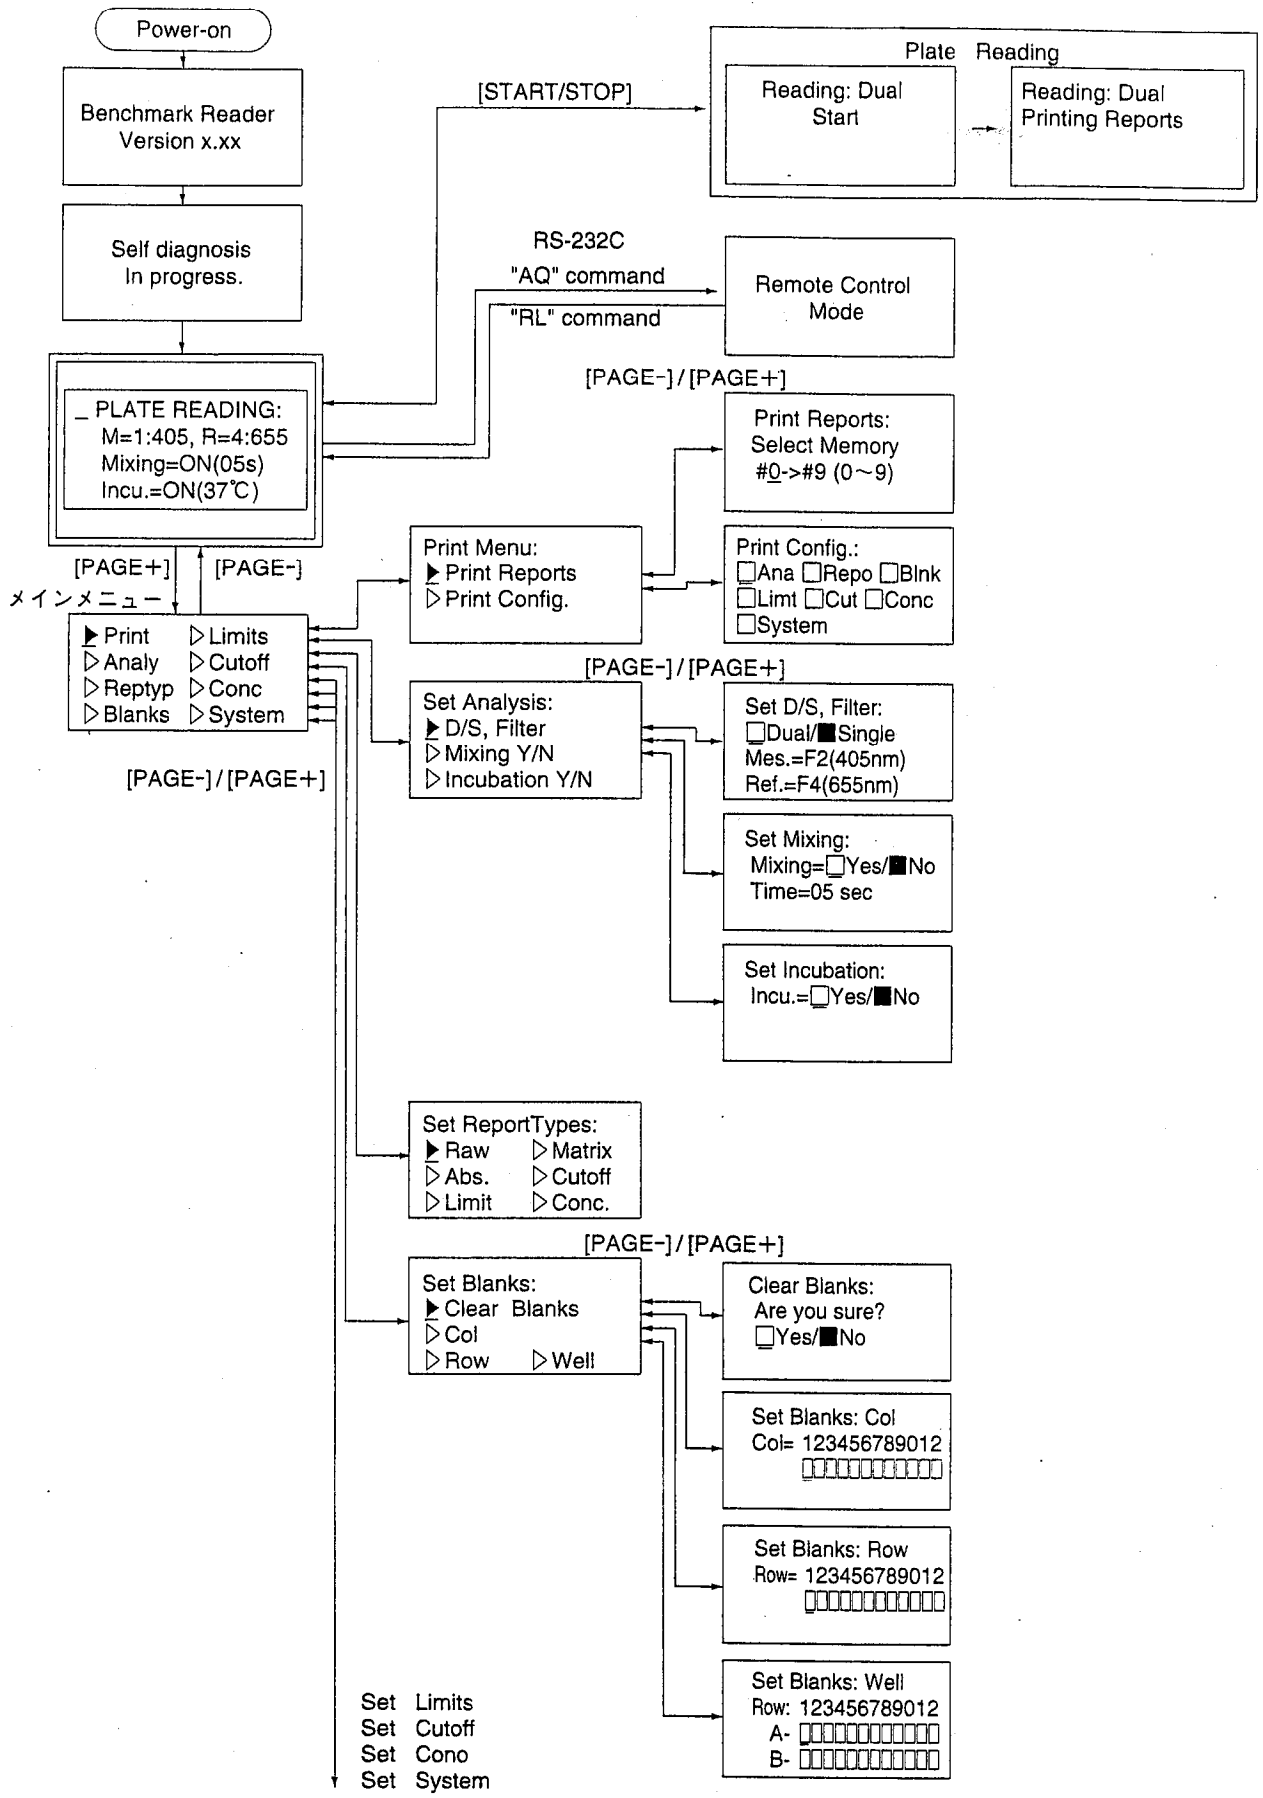 Power-on
Benchmark Reader
Version x.xx
Self diagnosis
In progress.
[START/STOP]
Plate Reading
Reading: Dual
Start
Reading: Dual
Printing Reports
RS-232C
"AQ" command
"RL" command
Remote Control
Mode
_ PLATE READING:
M=1:405, R=4:655
Mixing=ON(05s)
Incu.=ON(37℃)
[PAGE+]
[PAGE-]
メインメニュー
▶Print ▷Limits
▷Analy ▷Cutoff
▷Reptyp ▷Conc
▷Blanks ▷System
[PAGE-]/[PAGE+]
[PAGE-]/[PAGE+]
Print Menu:
▶Print Reports
▷Print Config.
Print Reports:
Select Memory
#0->#9 (0～9)
Print Config.:
□Ana □Repo □Blnk
□Limt □Cut □Conc
□System
[PAGE-]/[PAGE+]
Set Analysis:
▶D/S, Filter
▷Mixing Y/N
▷Incubation Y/N
Set D/S, Filter:
□Dual/■Single
Mes.=F2(405nm)
Ref.=F4(655nm)
Set Mixing:
Mixing=□Yes/■No
Time=05 sec
Set Incubation:
Incu.=□Yes/■No
Set ReportTypes:
▶Raw ▷Matrix
▷Abs. ▷Cutoff
▷Limit ▷Conc.
[PAGE-]/[PAGE+]
Set Blanks:
▶Clear Blanks
▷Col
▷Row ▷Well
Clear Blanks:
Are you sure?
□Yes/■No
Set Blanks: Col
Col= 123456789012
□□□□□□□□□□□□
Set Blanks: Row
Row= 123456789012
□□□□□□□□□□□□
Set Blanks: Well
Row: 123456789012
A- □□□□□□□□□□□□
B- □□□□□□□□□□□□
Set Limits
Set Cutoff
Set Cono
Set System